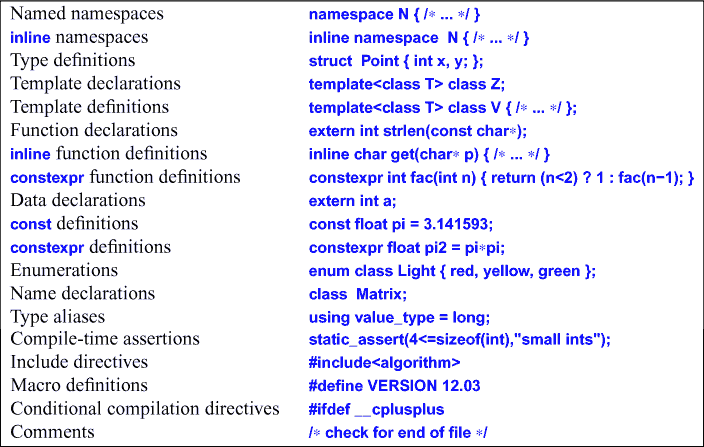 Named namespaces namespace N { /∗ ... ∗/ }
inline namespaces inline namespace N { /∗ ... ∗/ }
Type definitions struct Point { int x, y; };
Template declarations template<class T> class Z;
Template definitions template<class T> class V { /∗ ... ∗/ };
Function declarations extern int strlen(const char∗);
inline function definitions inline char get(char∗ p) { /∗ ... ∗/ }
constexpr function definitions constexpr int fac(int n) { return (n<2) ? 1 : fac(n−1); }
Data declarations extern int a;
const definitions const float pi = 3.141593;
constexpr definitions constexpr float pi2 = pi∗pi;
Enumerations enum class Light { red, yellow, green };
Name declarations class Matrix;
Type aliases using value_type = long;
Compile-time assertions static_assert(4<=sizeof(int),"small ints");
Include directives #include<algorithm>
Macro definitions #define VERSION 12.03
Conditional compilation directives #ifdef __cplusplus
Comments /∗ check for end of file ∗/